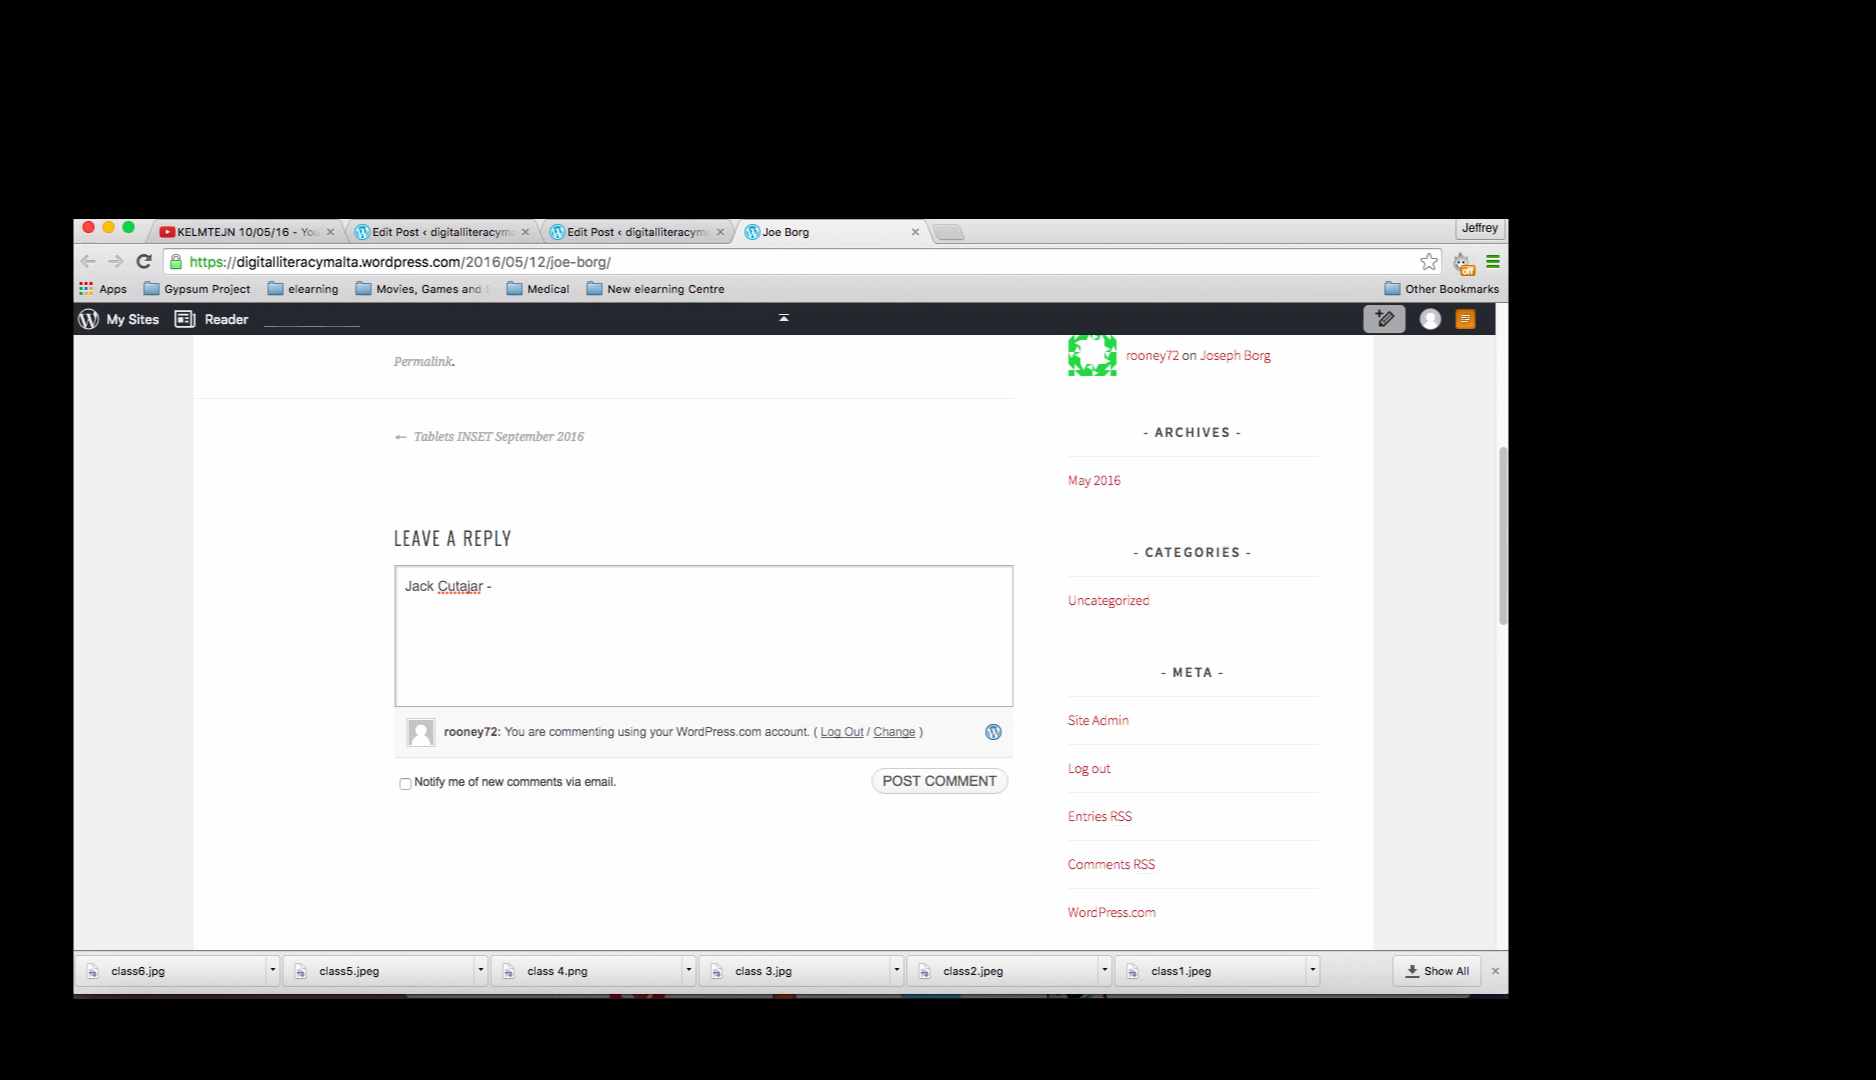 KELMTEJN 10/05/16 - You
Edit Post ‹ digitalliteracym
Edit Post ‹ digitalliteracym
Joe Borg
Jeffrey
https://digitalliteracymalta.wordpress.com/2016/05/12/joe-borg/
off
Apps
Gypsum Project
elearning
Movies, Games and
Medical
New elearning Centre
Other Bookmarks
My Sites
Reader
Permalink.
← Tablets INSET September 2016
LEAVE A REPLY
Jack Cutajar -
rooney72: You are commenting using your WordPress.com account. ( Log Out / Change )
Notify me of new comments via email.
POST COMMENT
rooney72 on Joseph Borg
- ARCHIVES -
May 2016
- CATEGORIES -
Uncategorized
- META -
Site Admin
Log out
Entries RSS
Comments RSS
WordPress.com
class6.jpg
class5.jpeg
class 4.png
class 3.jpg
class2.jpeg
class1.jpeg
Show All